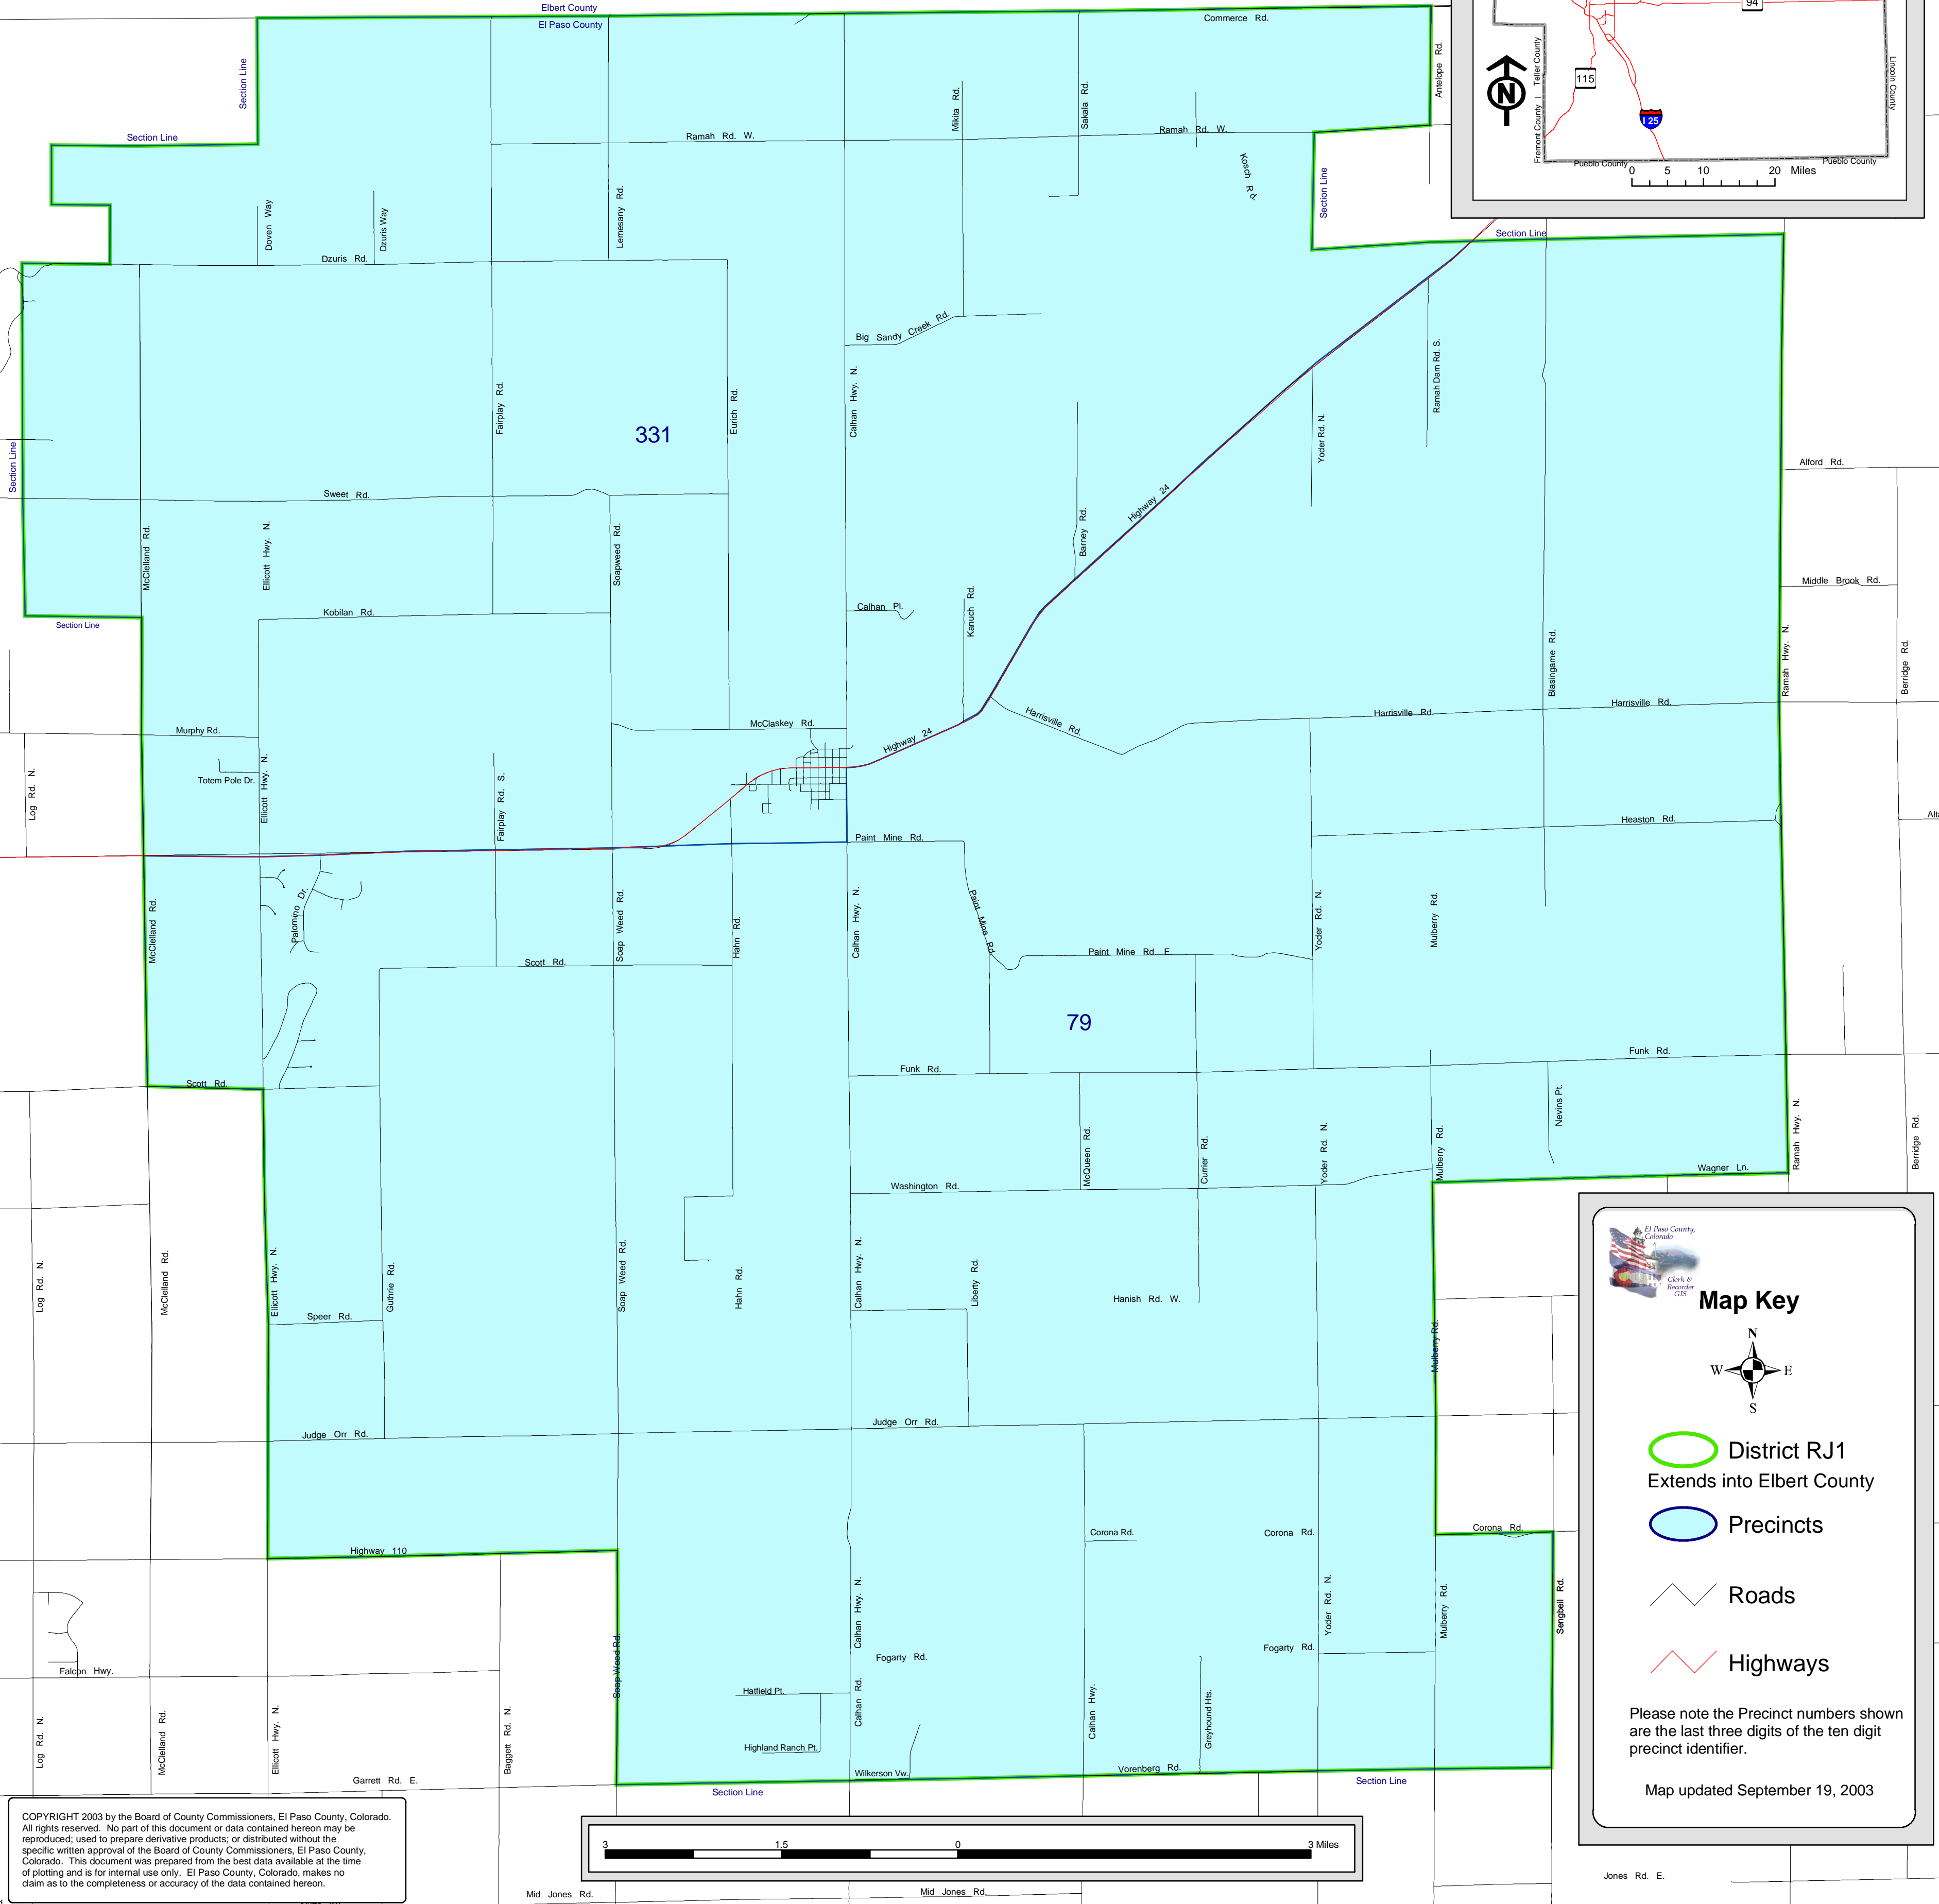 Elbert County
El Paso County
Commerce Rd.
94
Section Line
Antelope Rd.
Fremont County | Teller County
Lincoln County
115
N
I 25
Mikita Rd.
Sakala Rd.
Section Line
Ramah Rd. W.
Ramah Rd. W.
Pueblo County
Pueblo County
0 5 10 20 Miles
Kosch Rd.
Section Line
Doven Way
Dzuris Way
Lemesany Rd.
Section Line
Dzuris Rd.
Big Sandy Creek Rd.
Fairplay Rd.
Eurich Rd.
Calhan Hwy. N.
Ramah Dam Rd. S.
Yoder Rd. N.
331
Section Line
Alford Rd.
Sweet Rd.
Highway 24
McClelland Rd.
Ellicott Hwy. N.
Soapweed Rd.
Barney Rd.
Middle Brook Rd.
Kobilan Rd.
Calhan Pl.
Kanuch Rd.
Section Line
Blasingame Rd.
Ramah Hwy. N.
Berridge Rd.
Harrisville Rd.
Harrisville Rd.
Harrisville Rd.
Murphy Rd.
McClaskey Rd.
Highway 24
Totem Pole Dr.
Log Rd. N.
Ellicott Hwy. N.
Fairplay Rd. S.
Heaston Rd.
Paint Mine Rd.
McClelland Rd.
Palomino Dr.
Soap Weed Rd.
Hahn Rd.
Calhan Hwy. N.
Paint Mine Rd.
Yoder Rd. N.
Mulberry Rd.
Paint Mine Rd. E.
Scott Rd.
79
Funk Rd.
Funk Rd.
Scott Rd.
Nevins Pt.
McQueen Rd.
Currier Rd.
Yoder Rd. N.
Mulberry Rd.
Ramah Hwy. N.
Berridge Rd.
Wagner Ln.
Washington Rd.
Log Rd. N.
McClelland Rd.
Ellicott Hwy. N.
Guthrie Rd.
Soap Weed Rd.
Hahn Rd.
Calhan Hwy. N.
Liberty Rd.
Hanish Rd. W.
Speer Rd.
Mulberry Rd.
Judge Orr Rd.
Judge Orr Rd.
Corona Rd.
Corona Rd.
Corona Rd.
Highway 110
Calhan Hwy. N.
Yoder Rd. N.
Mulberry Rd.
Sengbeil Rd.
Fogarty Rd.
Fogarty Rd.
Soap Weed Rd.
Falcon Hwy.
Hatfield Pt.
Calhan Rd.
Calhan Hwy.
Greyhound Hts.
Log Rd. N.
McClelland Rd.
Ellicott Hwy. N.
Baggett Rd. N.
Highland Ranch Pt.
Wilkerson Vw.
Vorenberg Rd.
Garrett Rd. E.
Section Line
Section Line
El Paso County,
Colorado
Clerk &
Recorder
GIS
Map Key
N
W E
S
District RJ1
Extends into Elbert County
Precincts
Roads
Highways
Please note the Precinct numbers shown
are the last three digits of the ten digit
precinct identifier.
Map updated September 19, 2003
COPYRIGHT 2003 by the Board of County Commissioners, El Paso County, Colorado.
All rights reserved. No part of this document or data contained hereon may be
reproduced; used to prepare derivative products; or distributed without the
specific written approval of the Board of County Commissioners, El Paso County,
Colorado. This document was prepared from the best data available at the time
of plotting and is for internal use only. El Paso County, Colorado, makes no
claim as to the completeness or accuracy of the data contained hereon.
3 1.5 0 3 Miles
Mid Jones Rd.
Mid Jones Rd.
Jones Rd. E.